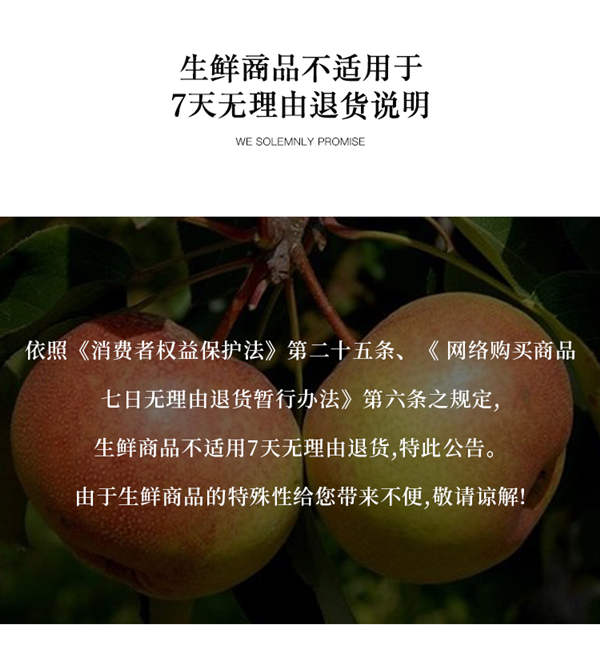 生鲜商品不适用于
7天无理由退货说明
WE SOLEMNLY PROMISE
依照《消费者权益保护法》第二十五条、《 网络购买商品
七日无理由退货暂行办法》第六条之规定,
生鲜商品不适用7天无理由退货,特此公告。
由于生鲜商品的特殊性给您带来不便,敬请谅解!